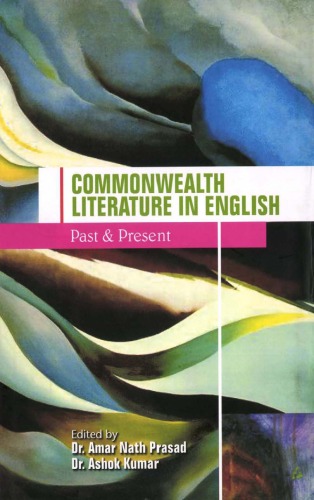 COMMONWEALTH
LITERATURE IN ENGLISH
Past & Present
Edited by
Dr. Amar Nath Prasad
Dr. Ashok Kumar